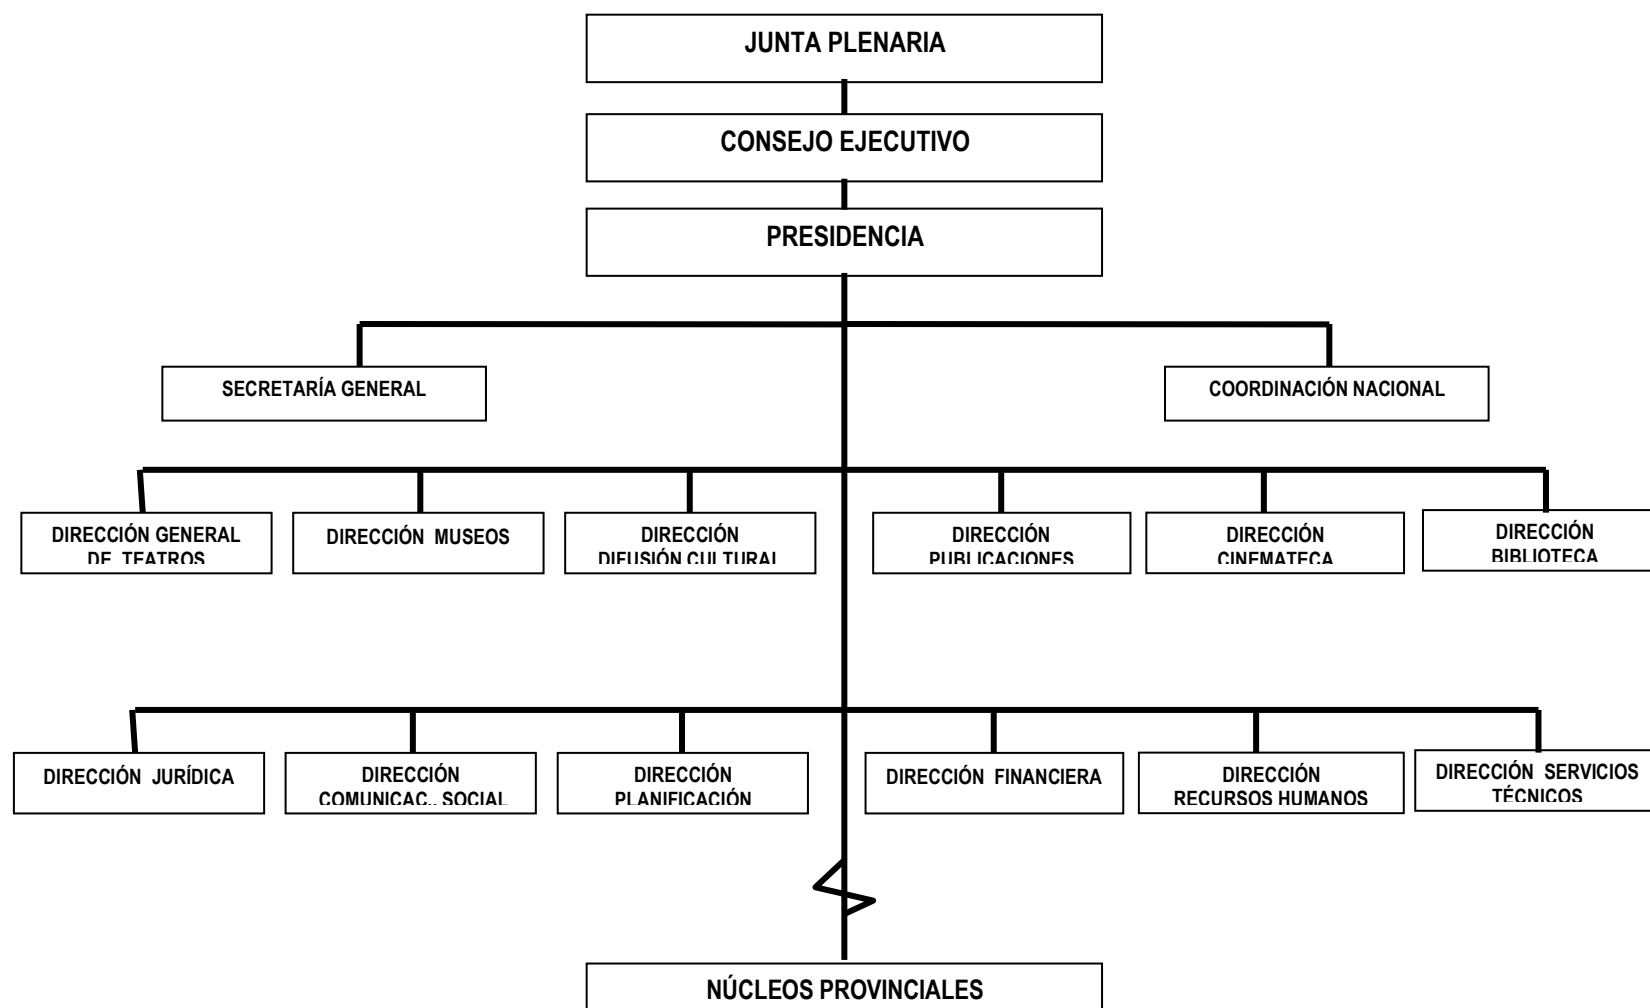 JUNTA PLENARIA
CONSEJO EJECUTIVO
PRESIDENCIA
SECRETARÍA GENERAL
COORDINACIÓN NACIONAL
DIRECCIÓN GENERAL
DE TEATROS
DIRECCIÓN MUSEOS
DIRECCIÓN
DIFUSIÓN CULTURAL
DIRECCIÓN
PUBLICACIONES
DIRECCIÓN
CINEMATECA
DIRECCIÓN
BIBLIOTECA
DIRECCIÓN JURÍDICA
DIRECCIÓN
COMUNICAC.. SOCIAL
DIRECCIÓN
PLANIFICACIÓN
DIRECCIÓN FINANCIERA
DIRECCIÓN
RECURSOS HUMANOS
DIRECCIÓN SERVICIOS
TÉCNICOS
NÚCLEOS PROVINCIALES